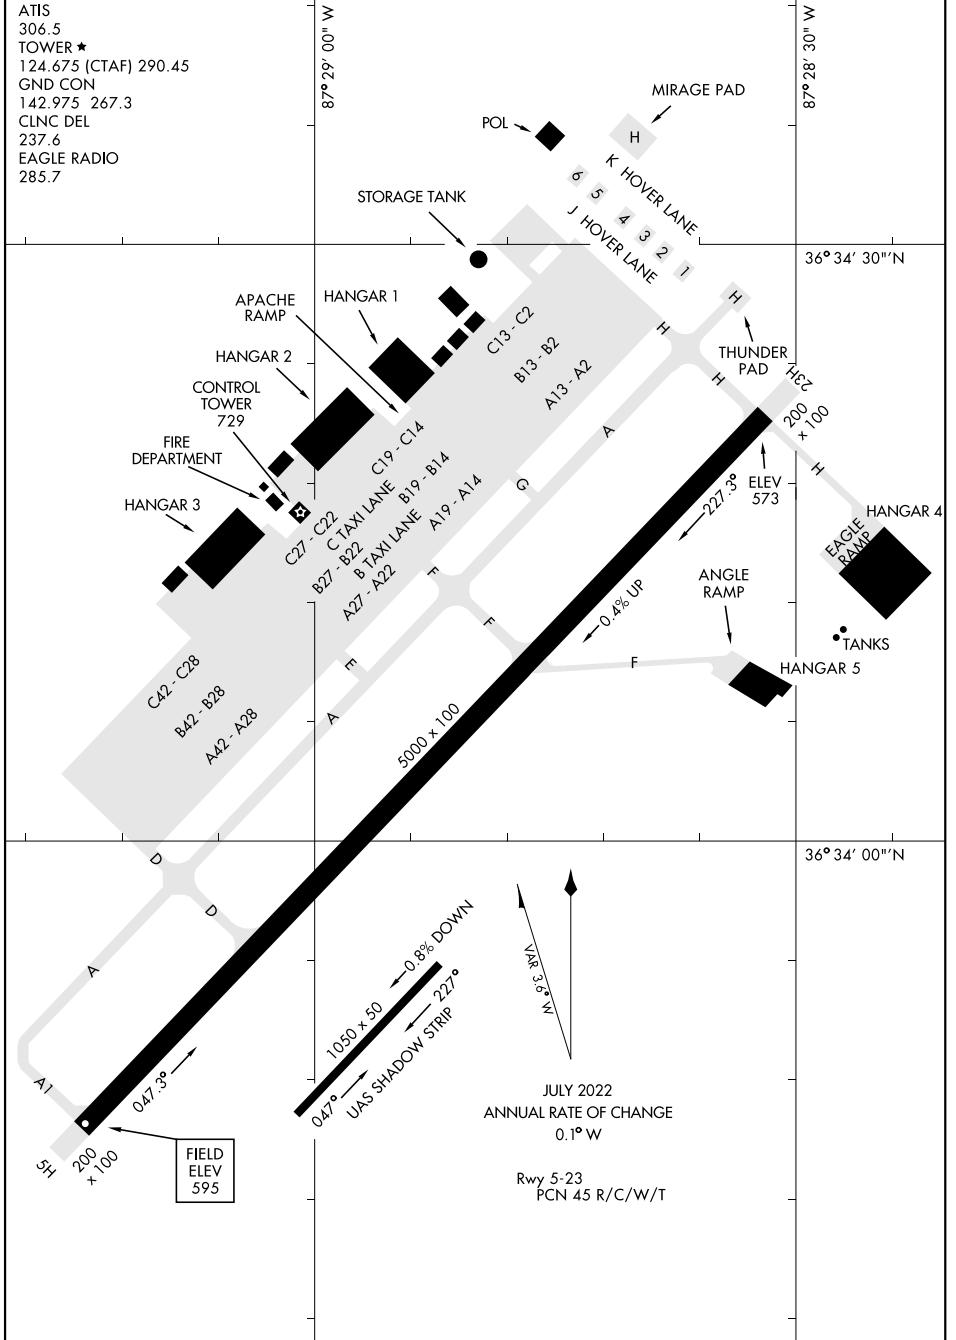 ATIS
306.5
TOWER ★
124.675 (CTAF) 290.45
GND CON
142.975 267.3
CLNC DEL
237.6
EAGLE RADIO
285.7
87° 29' 00" W
87° 28' 30" W
MIRAGE PAD
POL
H
K HOVER LANE
6
5
4
3
2
1
J HOVER LANE
STORAGE TANK
36° 34' 30"'N
APACHE
RAMP
HANGAR 1
H
H
THUNDER
PAD
HANGAR 2
C13 - C2
B13 - B2
A13 - A2
H
23H
CONTROL
TOWER
729
200
x 100
FIRE
DEPARTMENT
C19 - C14
A
H
B19 - B14
227.3°
ELEV
573
HANGAR 3
A19 - A14
G
HANGAR 4
C27 - C22
C TAXI LANE
B27 - B22
B TAXI LANE
A27 - A22
EAGLE
RAMP
F
ANGLE
RAMP
0.4% UP
F
TANKS
E
F
HANGAR 5
C42 - C28
B42 - B28
A42 - A28
A
5000 x 100
36° 34' 00"'N
D
D
A
0.8% DOWN
VAR 3.6° W
227°
1050 x 50
UAS SHADOW STRIP
047°
A1
047.3°
JULY 2022
ANNUAL RATE OF CHANGE
0.1° W
5H
200
x 100
FIELD
ELEV
595
Rwy 5-23
PCN 45 R/C/W/T